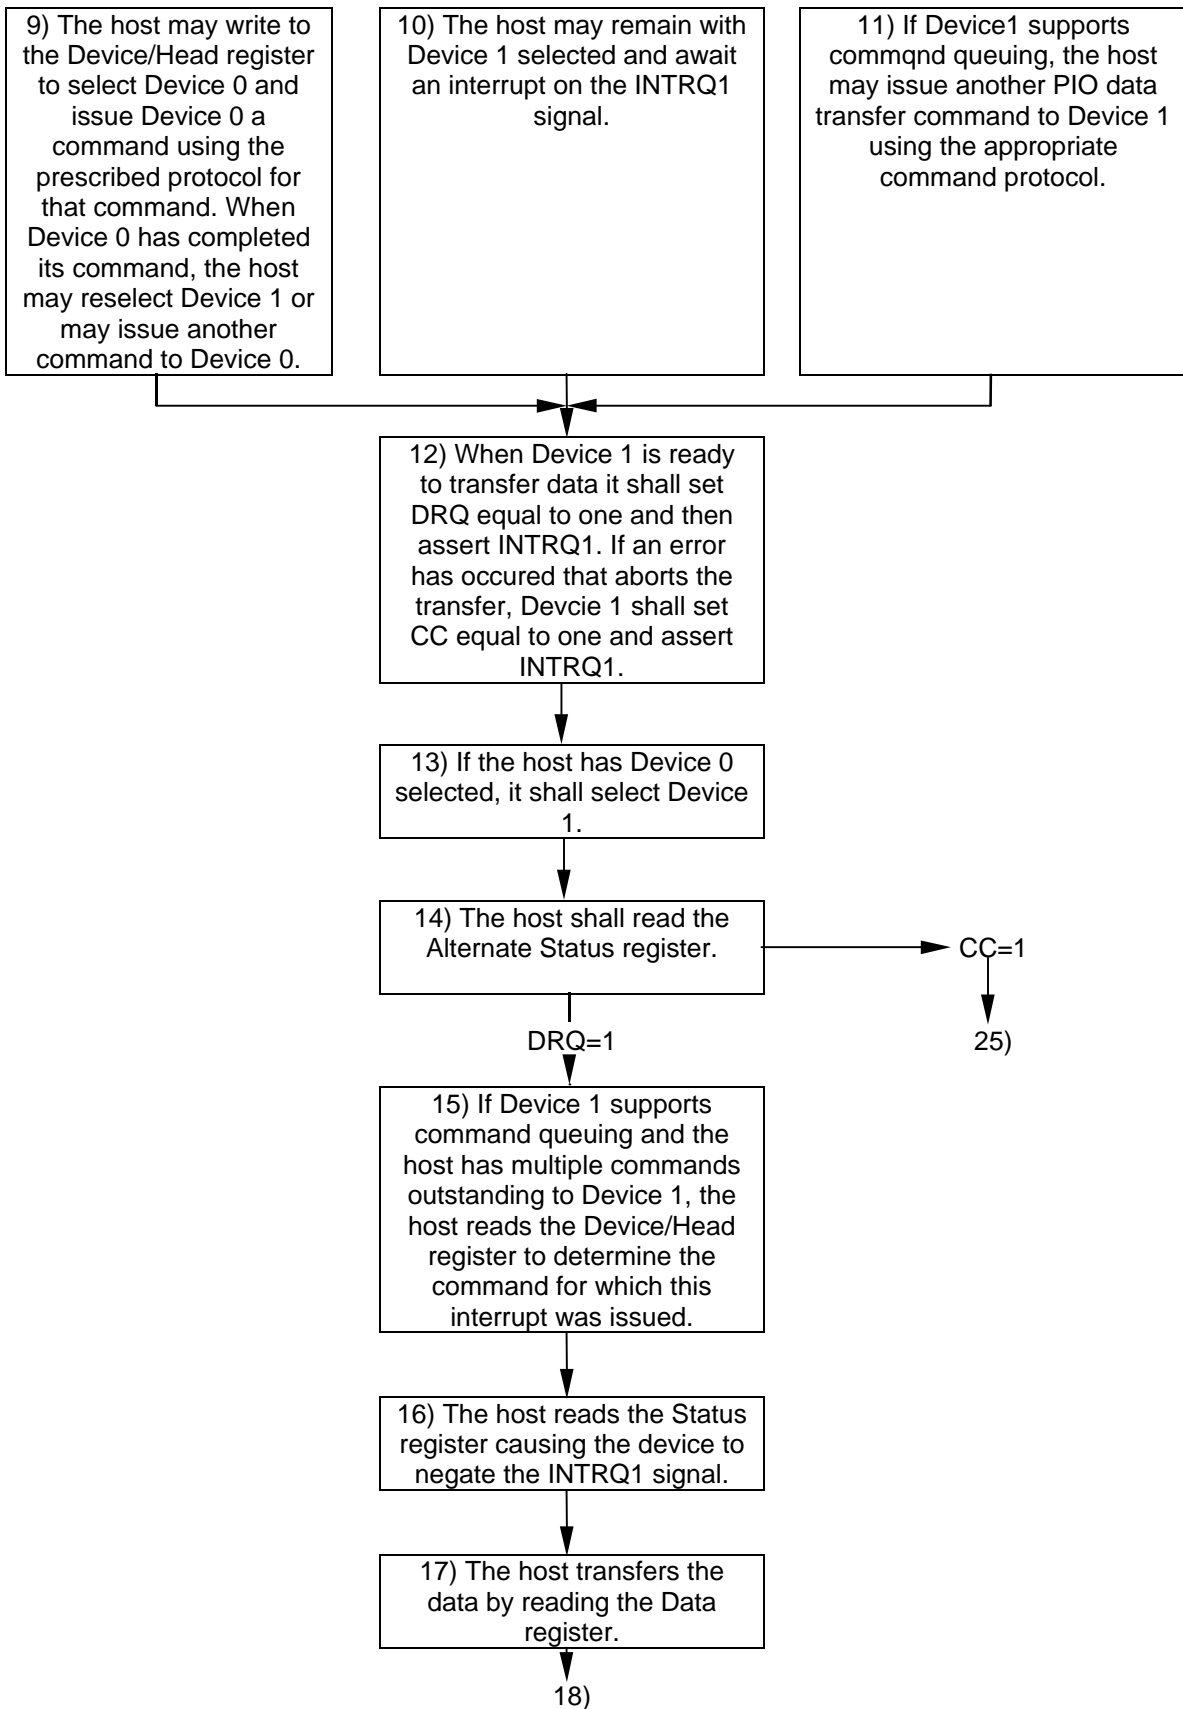 9) The host may write to
the Device/Head register
to select Device 0 and
issue Device 0 a
command using the
prescribed protocol for
that command. When
Device 0 has completed
its command, the host
may reselect Device 1 or
may issue another
command to Device 0.
10) The host may remain with
Device 1 selected and await
an interrupt on the INTRQ1
signal.
11) If Device1 supports
commqnd queuing, the host
may issue another PIO data
transfer command to Device 1
using the appropriate
command protocol.
12) When Device 1 is ready
to transfer data it shall set
DRQ equal to one and then
assert INTRQ1. If an error
has occured that aborts the
transfer, Devcie 1 shall set
CC equal to one and assert
INTRQ1.
13) If the host has Device 0
selected, it shall select Device
1.
14) The host shall read the
Alternate Status register.
CC=1
DRQ=1
25)
15) If Device 1 supports
command queuing and the
host has multiple commands
outstanding to Device 1, the
host reads the Device/Head
register to determine the
command for which this
interrupt was issued.
16) The host reads the Status
register causing the device to
negate the INTRQ1 signal.
17) The host transfers the
data by reading the Data
register.
18)